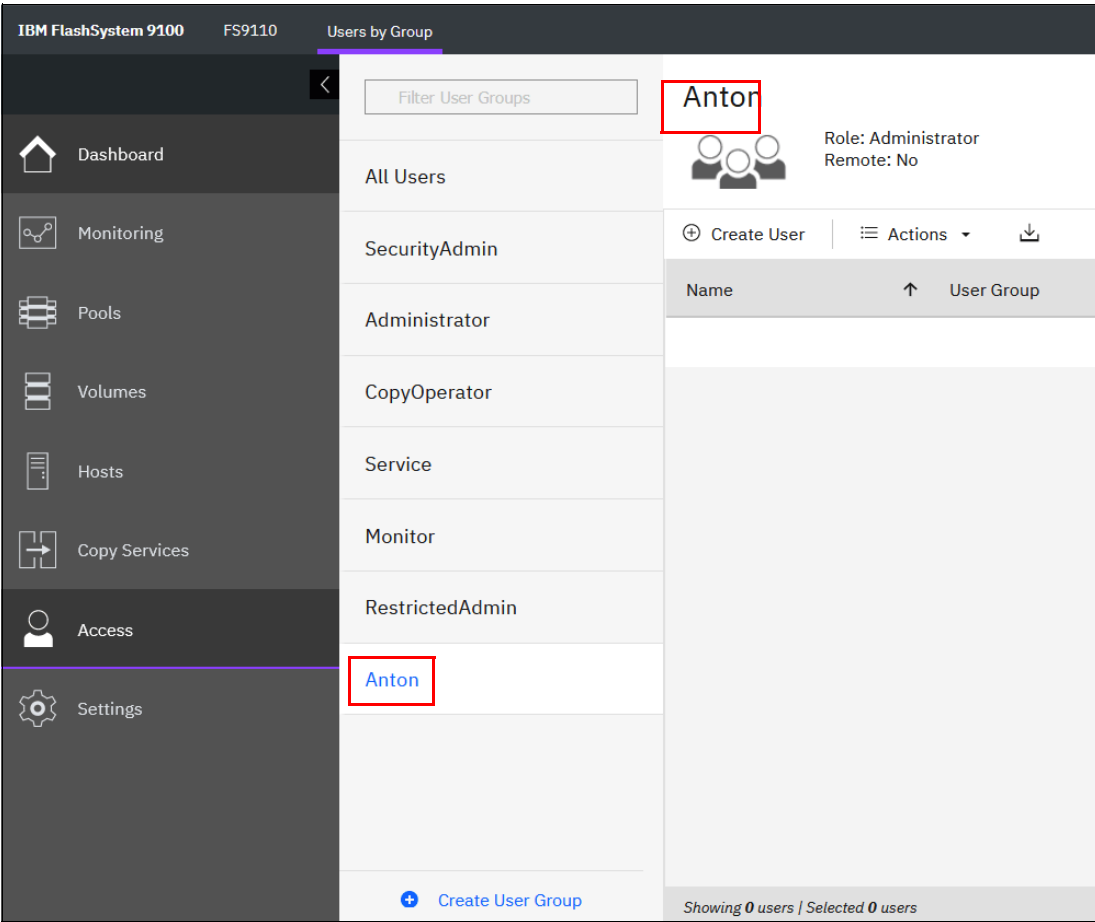 IBM FlashSystem 9100 FS9110 Users by Group
Dashboard
Monitoring
Pools
Volumes
Hosts
Copy Services
Access
Settings
Filter User Groups
All Users
SecurityAdmin
Administrator
CopyOperator
Service
Monitor
RestrictedAdmin
Anton
Create User Group
Anton
Role: Administrator
Remote: No
Create User Actions
Name User Group
Showing 0 users | Selected 0 users